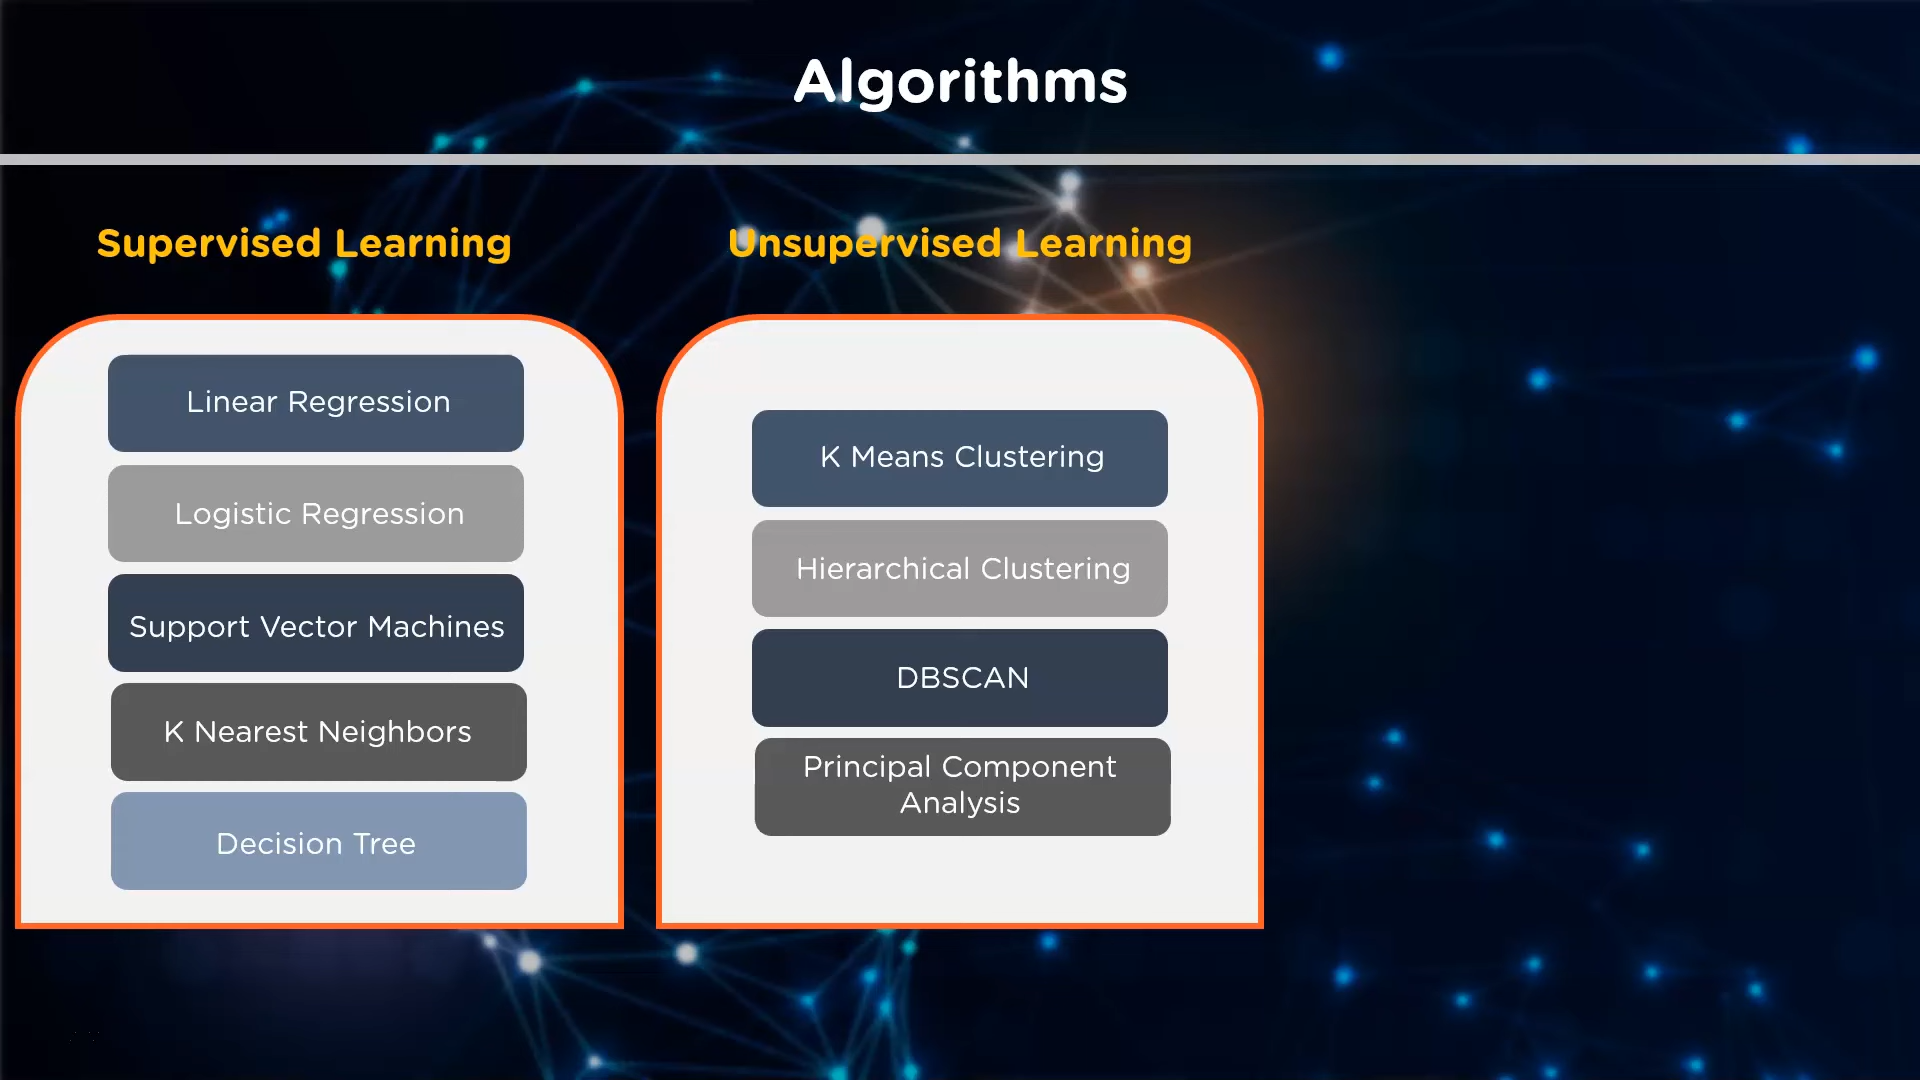 Algorithms
Supervised Learning
Linear Regression
Logistic Regression
Support Vector Machines
K Nearest Neighbors
Decision Tree
Unsupervised Learning
K Means Clustering
Hierarchical Clustering
DBSCAN
Principal Component
Analysis